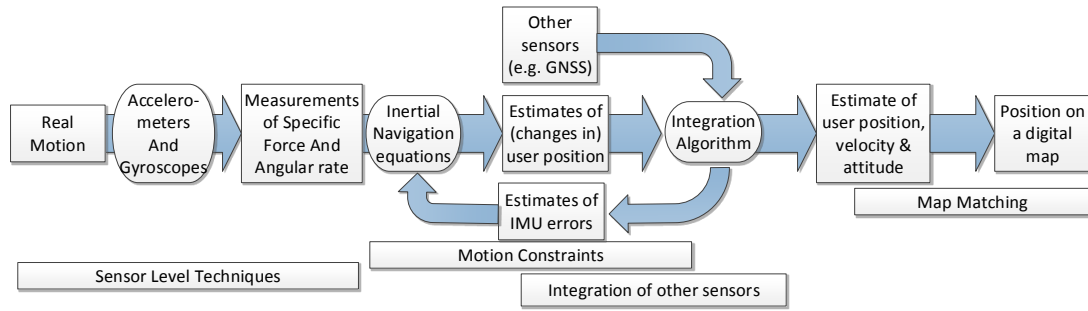 Other
sensors
(e.g. GNSS)
Real
Motion
Accelero-
meters
And
Gyroscopes
Measurements
of Specific
Force And
Angular rate
Inertial
Navigation
equations
Estimates of
(changes in)
user position
Integration
Algorithm
Estimate of
user position,
velocity &
attitude
Position on
a digital
map
Estimates of
IMU errors
Map Matching
Motion Constraints
Sensor Level Techniques
Integration of other sensors